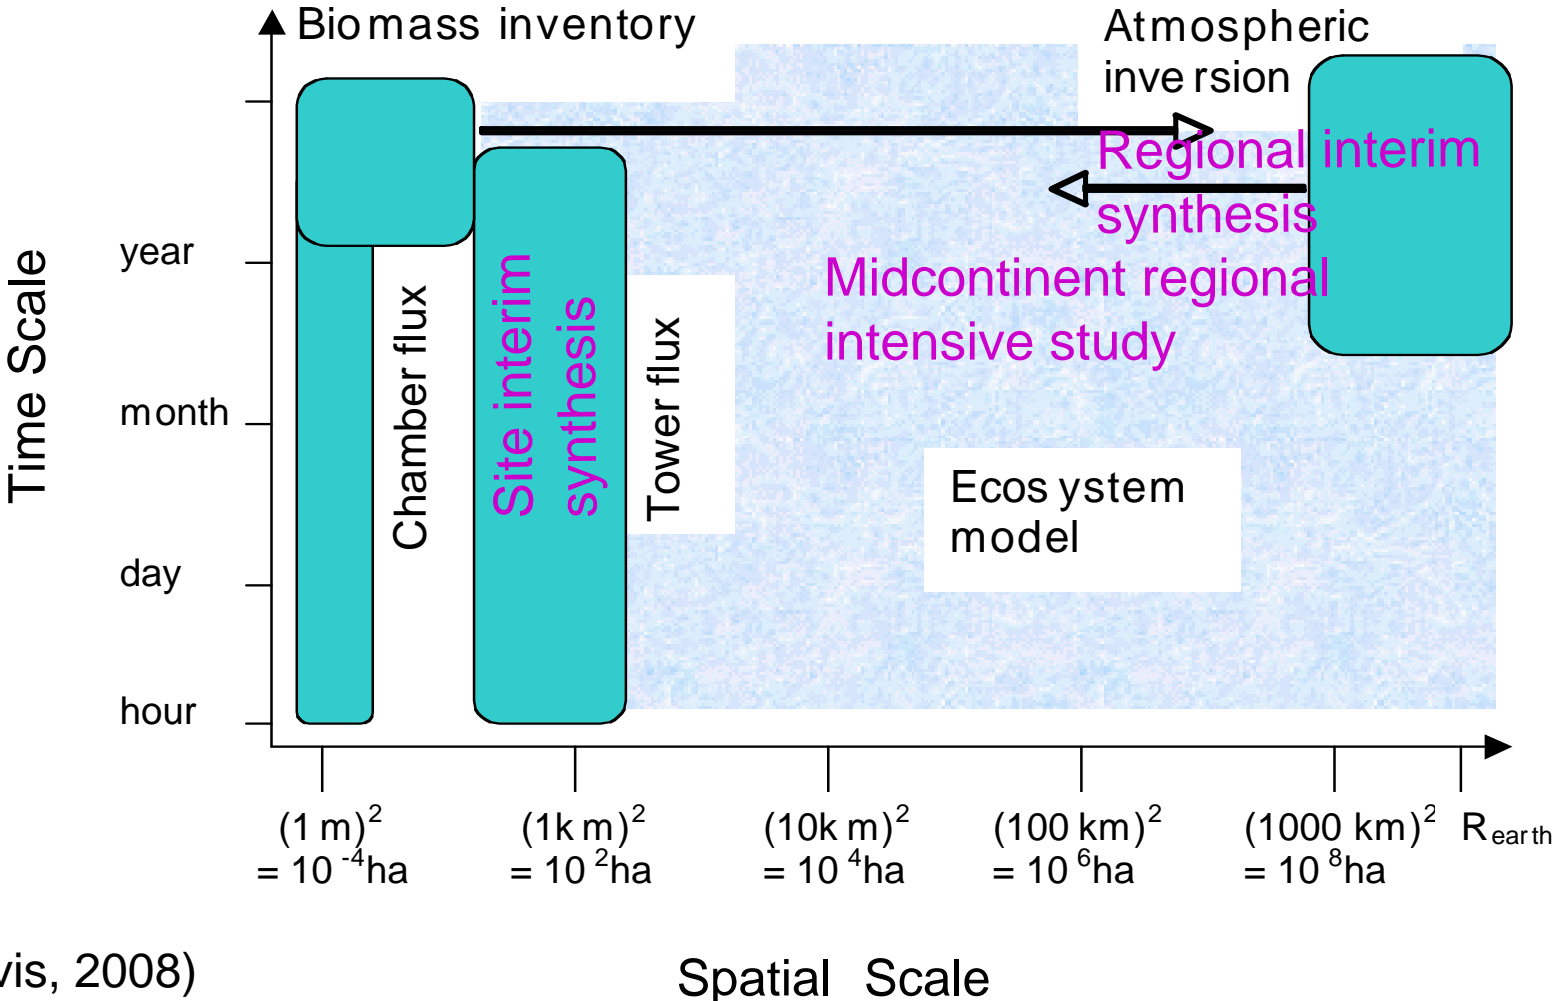 Biomass inventory
Atmospheric
inversion
Regional interim
synthesis
Midcontinent regional
intensive study
Time Scale
year
month
day
hour
Chamber flux
Site interim
synthesis
Tower flux
Ecosystem
model
(1 m)²
= 10⁻⁴ha
(1km)²
= 10²ha
(10km)²
= 10⁴ha
(100 km)²
= 10⁶ha
(1000 km)²
= 10⁸ha
R earth
vis, 2008)
Spatial Scale